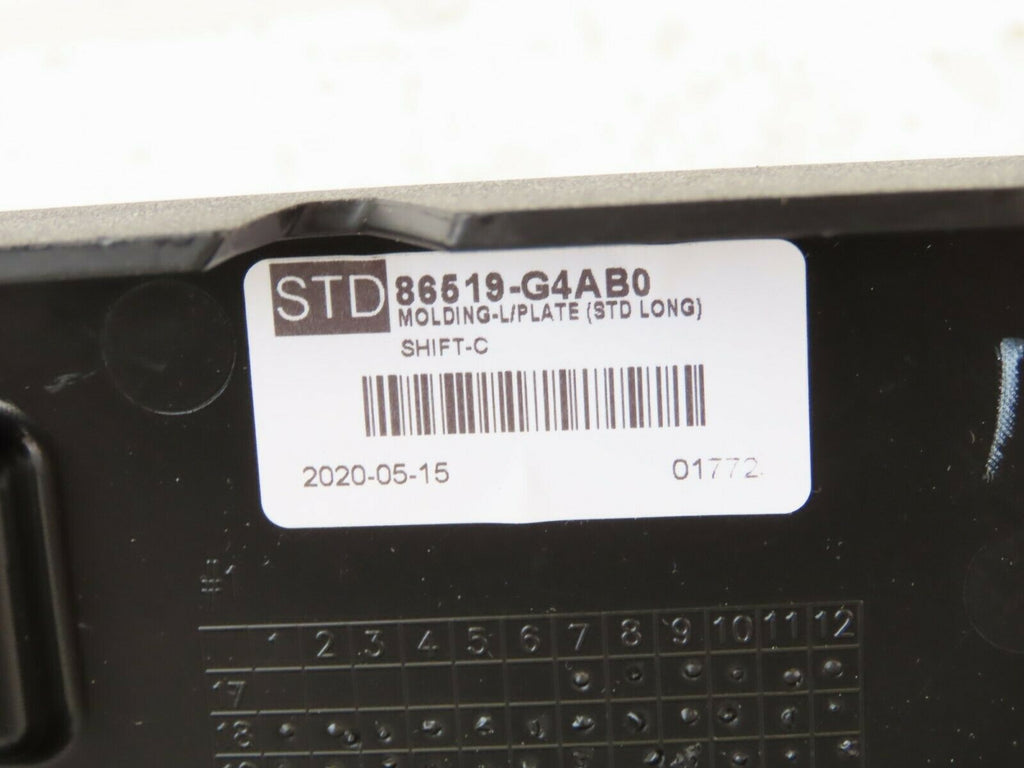 STD 86519-G4AB0
MOLDING-L/PLATE (STD LONG)
SHIFT-C
2020-05-15 01772
1 2 3 4 5 6 7 8 9 10 11 12
17
18